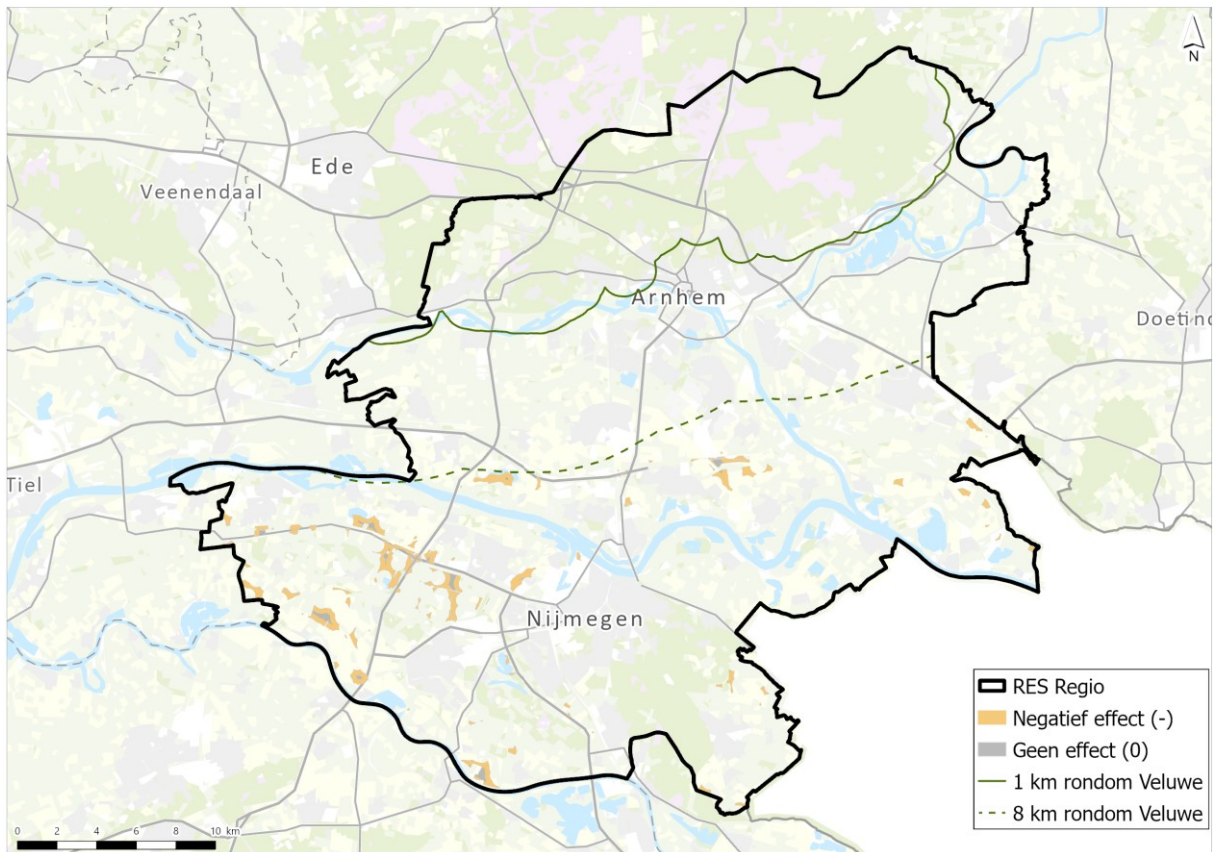 N
Ede
Veenendaal
Arnhem
Doetinc
Tiel
Nijmegen
RES Regio
Negatief effect (-)
Geen effect (0)
1 km rondom Veluwe
8 km rondom Veluwe
0 2 4 6 8 10 km